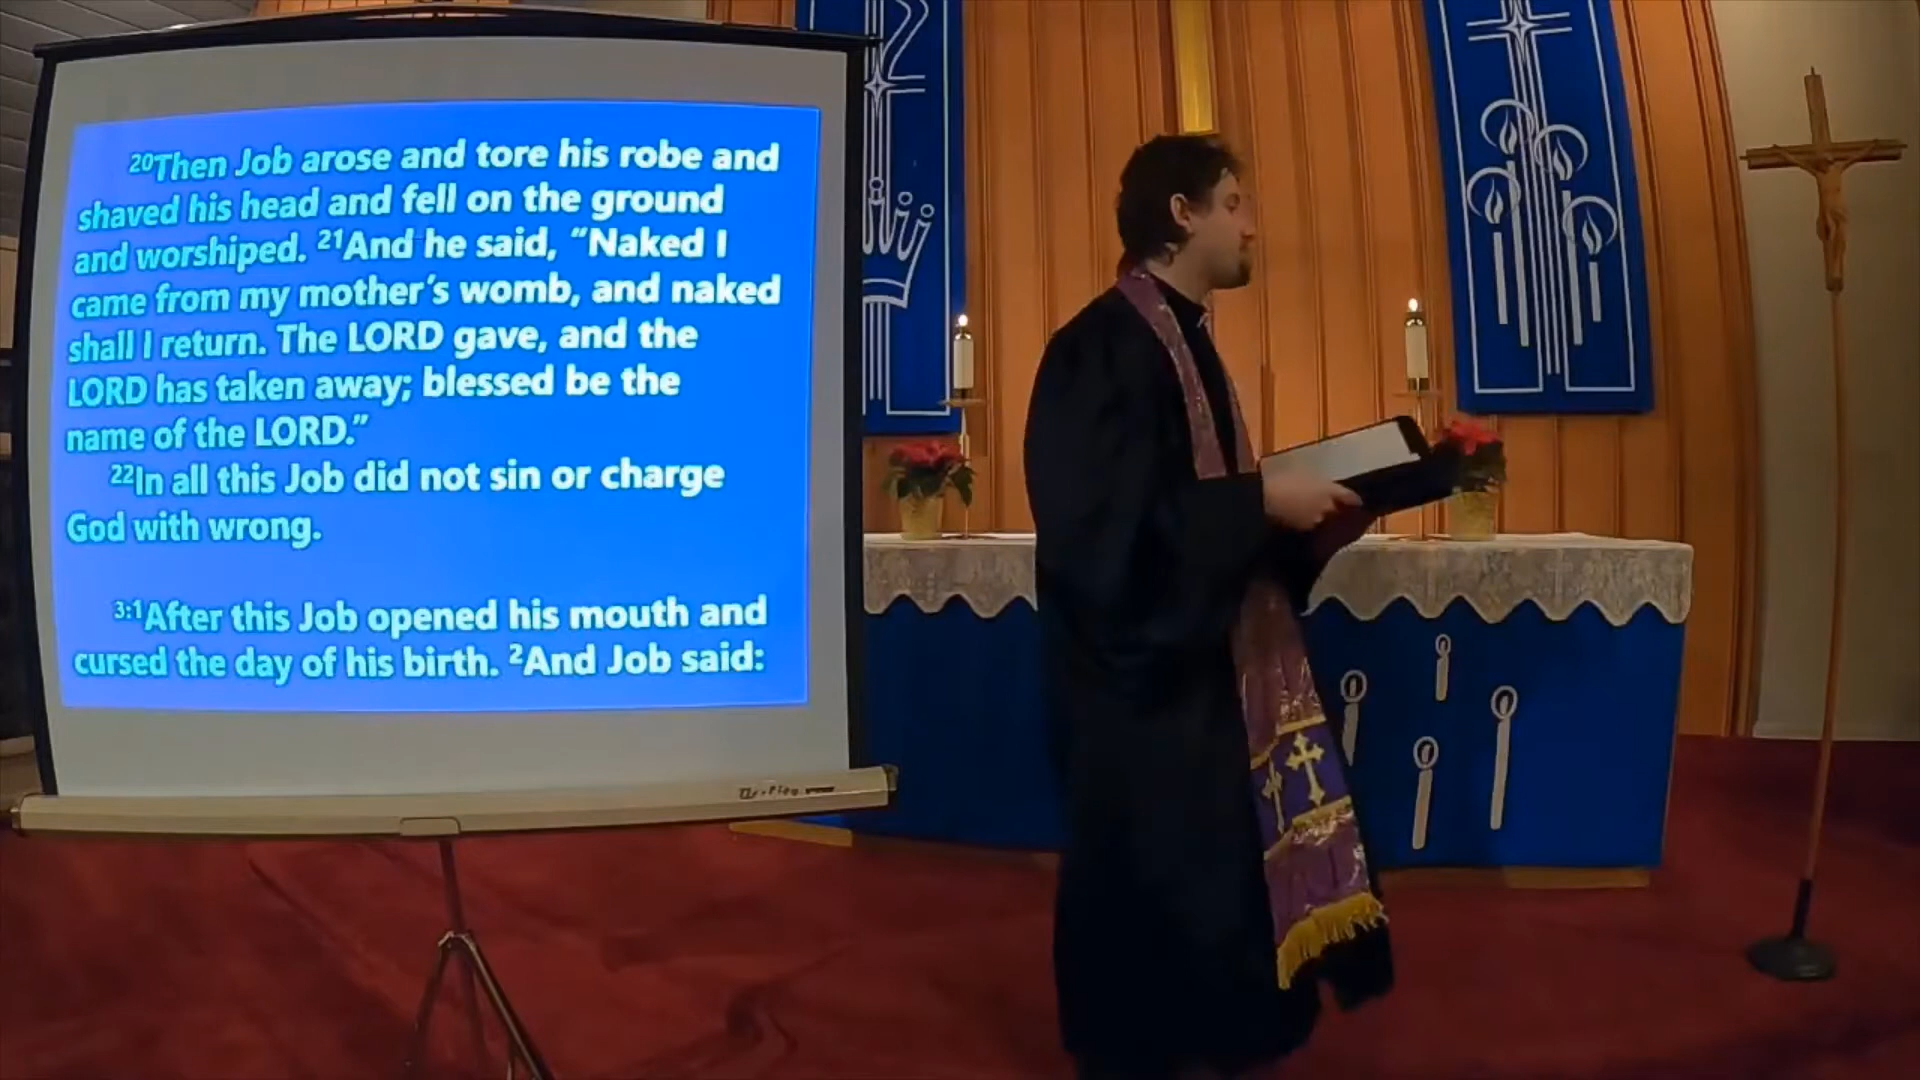 20Then Job arose and tore his robe and
shaved his head and fell on the ground
and worshiped. 21And he said, “Naked I
came from my mother’s womb, and naked
shall I return. The LORD gave, and the
LORD has taken away; blessed be the
name of the LORD.”
22In all this Job did not sin or charge
God with wrong.
3:1After this Job opened his mouth and
cursed the day of his birth. 2And Job said: